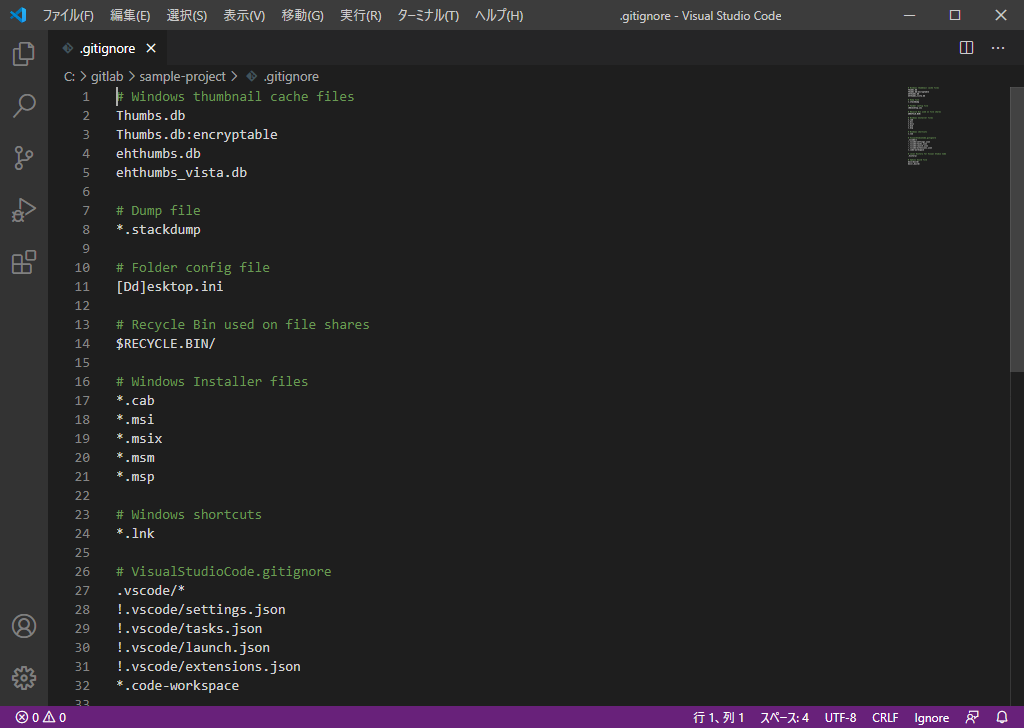 ファイル(F) 編集(E) 選択(S) 表示(V) 移動(G) 実行(R) ターミナル(T) ヘルプ(H) .gitignore - Visual Studio Code
.gitignore
C: > gitlab > sample-project > .gitignore
1 # Windows thumbnail cache files
2 Thumbs.db
3 Thumbs.db:encryptable
4 ehthumbs.db
5 ehthumbs_vista.db
6
7 # Dump file
8 *.stackdump
9
10 # Folder config file
11 [Dd]esktop.ini
12
13 # Recycle Bin used on file shares
14 $RECYCLE.BIN/
15
16 # Windows Installer files
17 *.cab
18 *.msi
19 *.msix
20 *.msm
21 *.msp
22
23 # Windows shortcuts
24 *.lnk
25
26 # VisualStudioCode.gitignore
27 .vscode/*
28 !.vscode/settings.json
29 !.vscode/tasks.json
30 !.vscode/launch.json
31 !.vscode/extensions.json
32 *.code-workspace
33
0 0 行 1、列 1 スペース: 4 UTF-8 CRLF Ignore